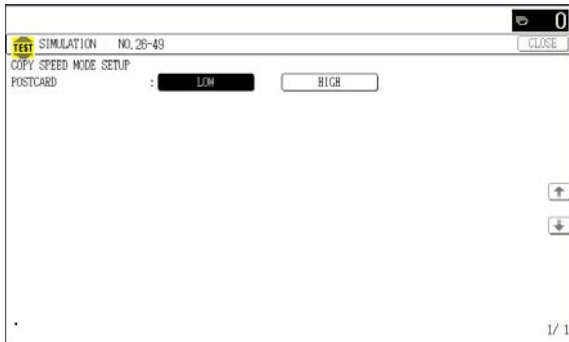 0
TEST SIMULATION NO.26-49 CLOSE
COPY SPEED MODE SETUP
POSTCARD : LOW HIGH
1/ 1